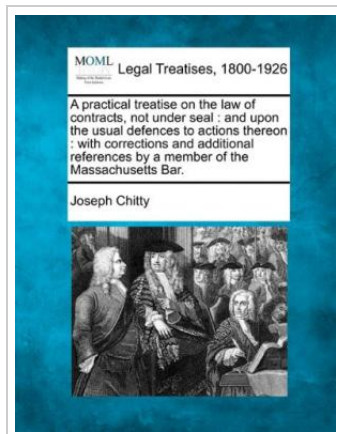 MOML
Legal Treatises, 1800-1926
A practical treatise on the law of
contracts, not under seal : and upon
the usual defences to actions thereon
: with corrections and additional
references by a member of the
Massachusetts Bar.
Joseph Chitty